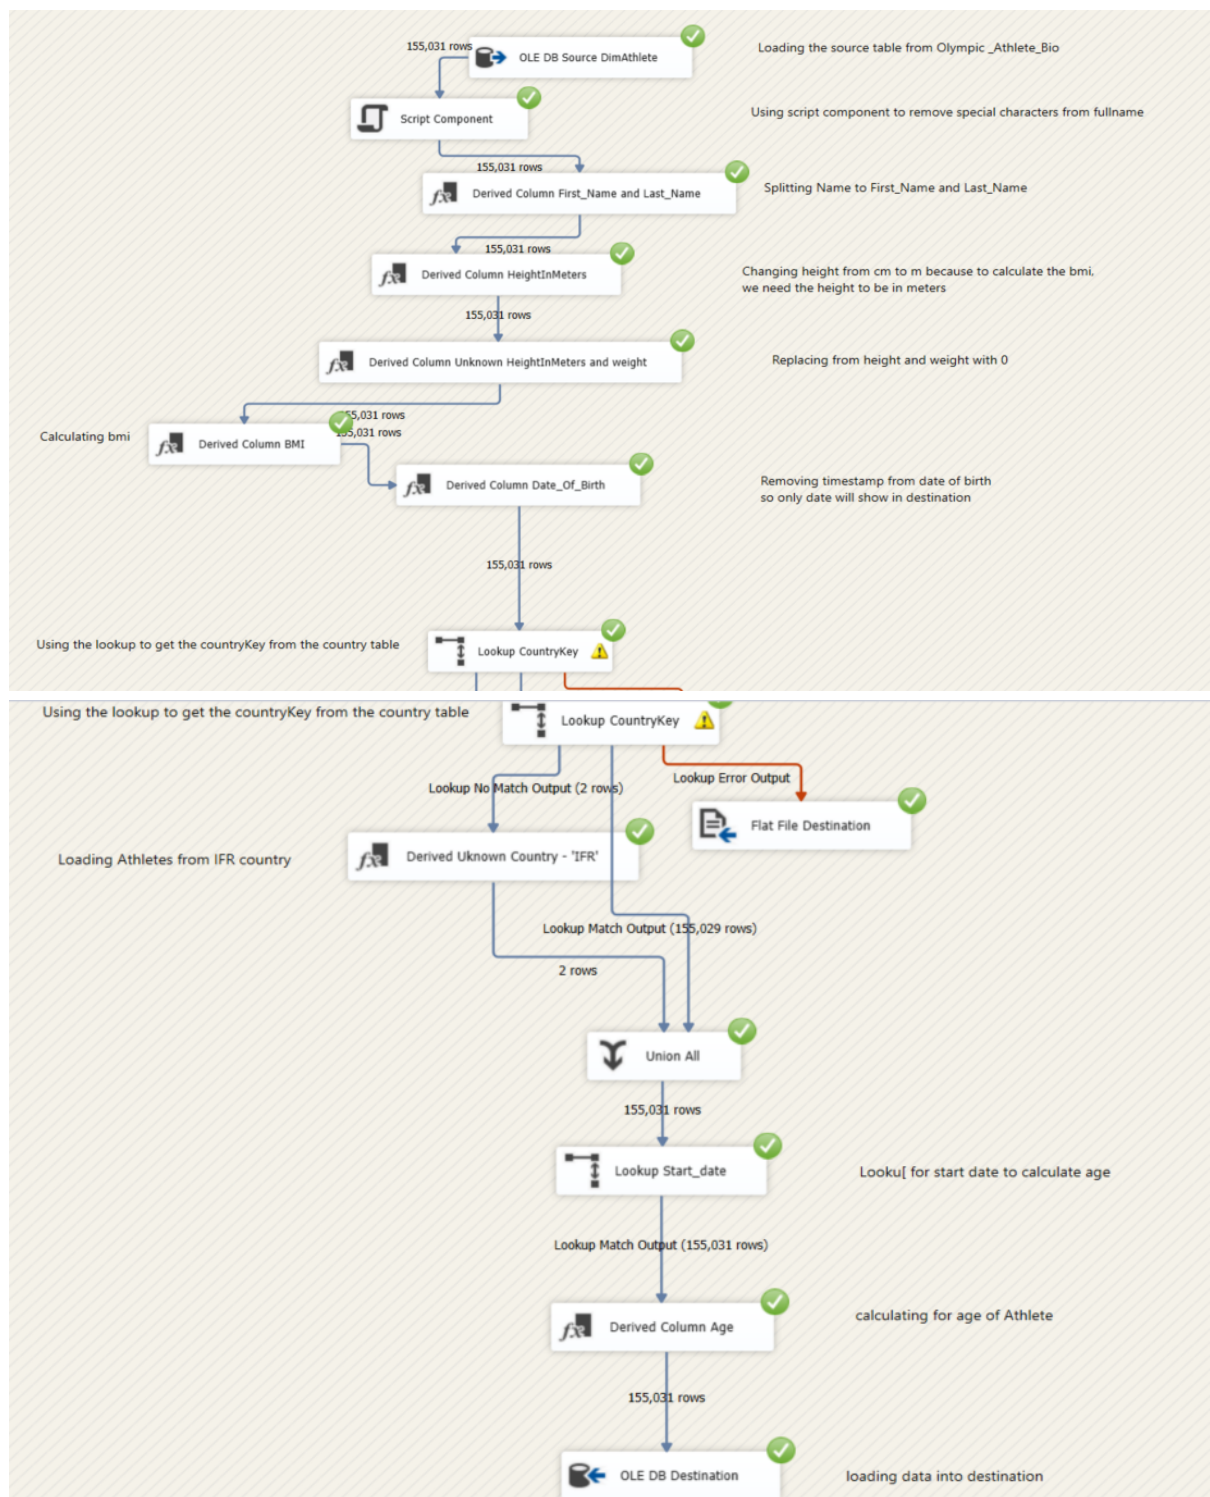 155,031 rows
OLE DB Source DimAthlete
Loading the source table from Olympic _Athlete_Bio
Script Component
Using script component to remove special characters from fullname
155,031 rows
Derived Column First_Name and Last_Name
Splitting Name to First_Name and Last_Name
155,031 rows
Derived Column HeightInMeters
Changing height from cm to m because to calculate the bmi,
we need the height to be in meters
155,031 rows
Derived Column Unknown HeightInMeters and weight
Replacing from height and weight with 0
155,031 rows
155,031 rows
Calculating bmi
Derived Column BMI
Derived Column Date_Of_Birth
Removing timestamp from date of birth
so only date will show in destination
155,031 rows
Using the lookup to get the countryKey from the country table
Lookup CountryKey
Using the lookup to get the countryKey from the country table
Lookup CountryKey
Lookup No Match Output (2 rows)
Lookup Error Output
Flat File Destination
Loading Athletes from IFR country
Derived Uknown Country - 'IFR'
Lookup Match Output (155,029 rows)
2 rows
Union All
155,031 rows
Lookup Start_date
Looku[ for start date to calculate age
Lookup Match Output (155,031 rows)
Derived Column Age
calculating for age of Athlete
155,031 rows
OLE DB Destination
loading data into destination